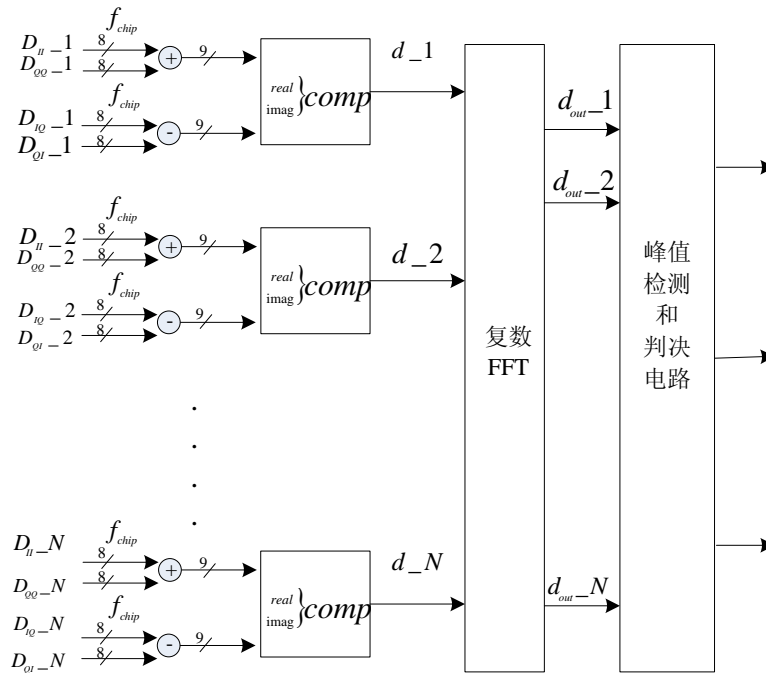 f_chip
D_II_1 8
D_QQ_1 8 + 9
real
imag } comp
d_1
f_chip
D_IQ_1 8
D_QI_1 8 - 9
d_out_1
d_out_2
f_chip
D_II_2 8
D_QQ_2 8 + 9
real
imag } comp
d_2
f_chip
D_IQ_2 8
D_QI_2 8 - 9
复数
FFT
峰值
检测
和
判决
电路
f_chip
D_II_N 8
D_QQ_N 8 + 9
real
imag } comp
d_N
d_out_N
f_chip
D_IQ_N 8
D_QI_N 8 - 9